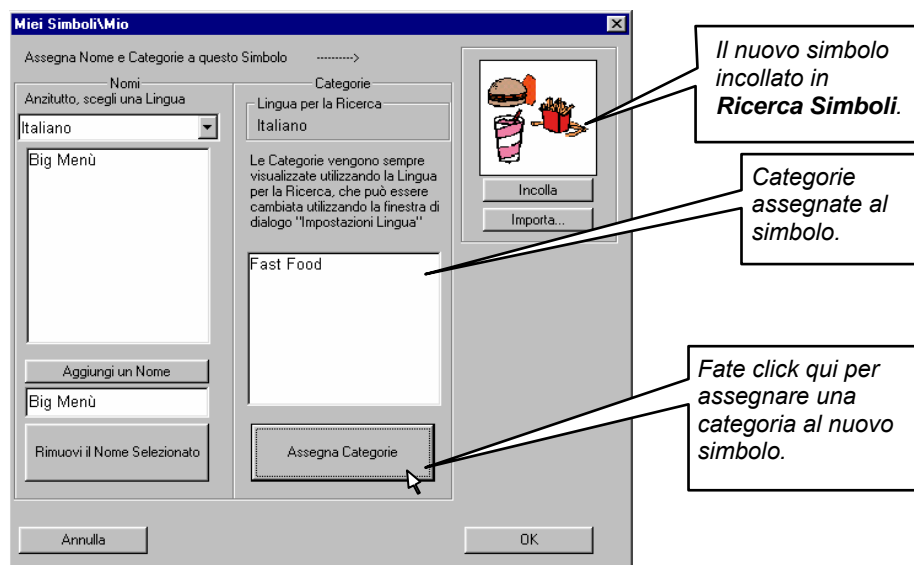 Miei Simboli\Mio
Assegna Nome e Categorie a questo Simbolo ---------->
Nomi
Anzitutto, scegli una Lingua
Italiano
Big Menù
Aggiungi un Nome
Big Menù
Rimuovi il Nome Selezionato
Categorie
Lingua per la Ricerca
Italiano
Le Categorie vengono sempre
visualizzate utilizzando la Lingua
per la Ricerca, che può essere
cambiata utilizzando la finestra di
dialogo "Impostazioni Lingua"
Fast Food
Assegna Categorie
Incolla
Importa...
Annulla
OK
Il nuovo simbolo
incollato in
Ricerca Simboli.
Categorie
assegnate al
simbolo.
Fate click qui per
assegnare una
categoria al nuovo
simbolo.